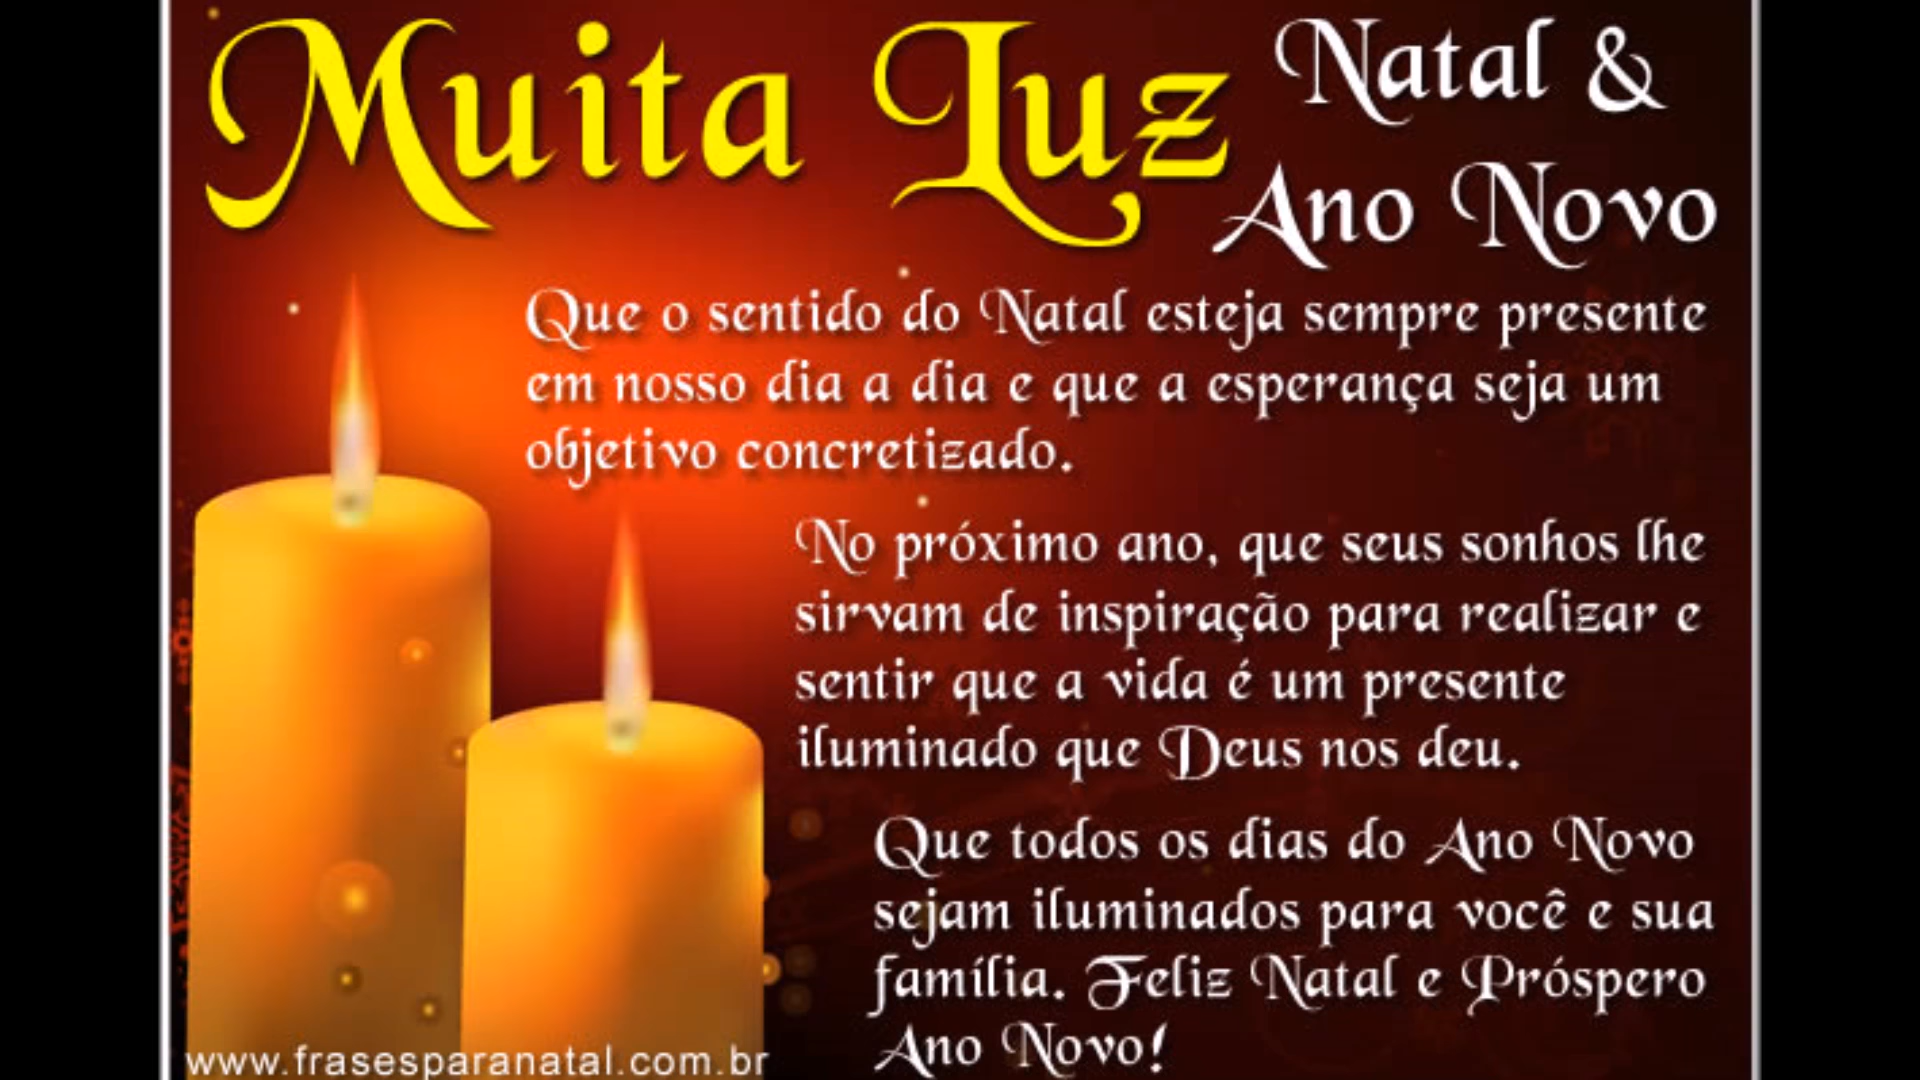 Muita Luz
Natal &
Ano Novo
Que o sentido do Natal esteja sempre presente
em nosso dia a dia e que a esperança seja um
objetivo concretizado.
No próximo ano, que seus sonhos lhe
sirvam de inspiração para realizar e
sentir que a vida é um presente
iluminado que Deus nos deu.
Que todos os dias do Ano Novo
sejam iluminados para você e sua
família. Feliz Natal e Próspero
Ano Novo!
www.frasesparanatal.com.br